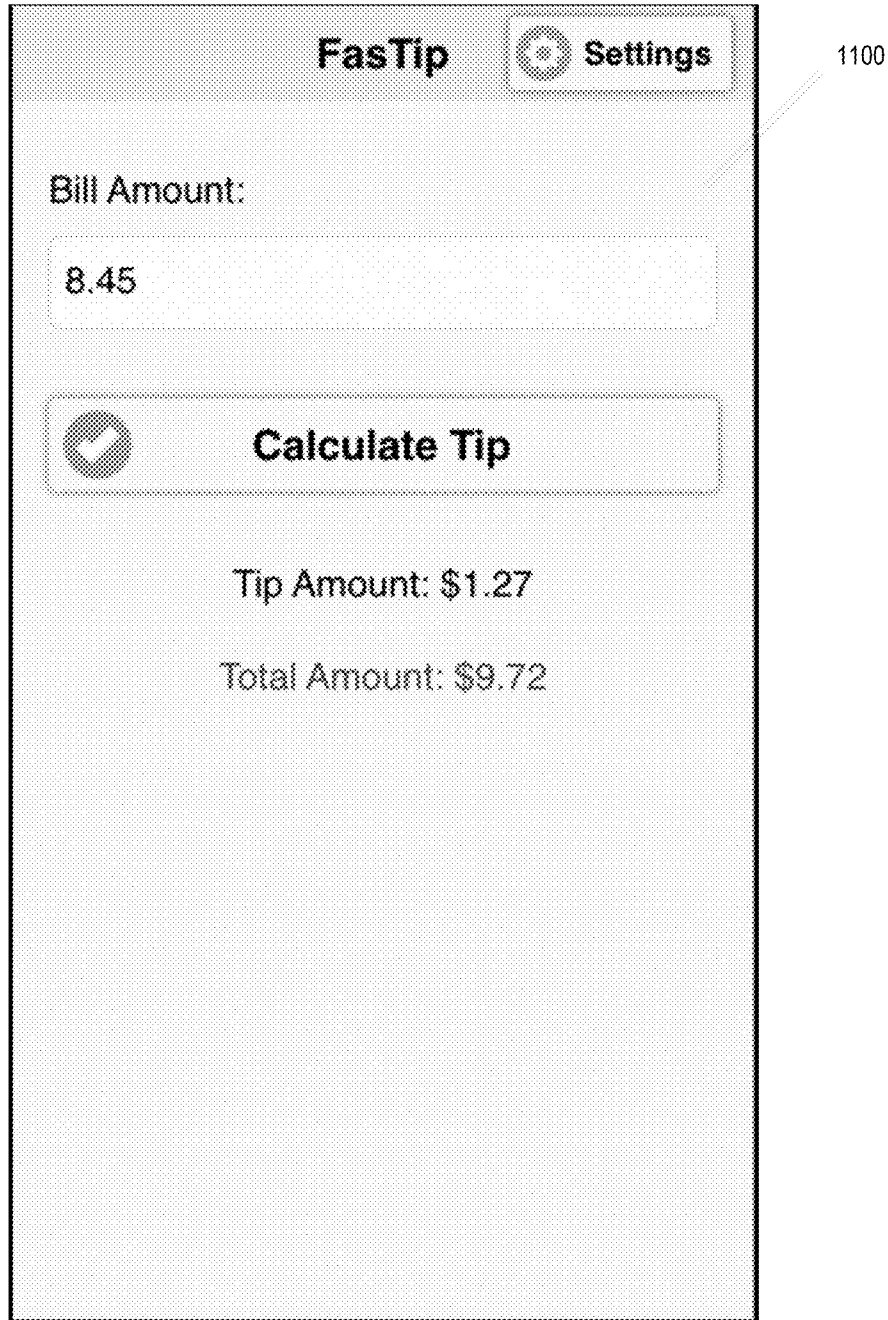 FasTip
Settings
1100
Bill Amount:
8.45
Calculate Tip
Tip Amount: $1.27
Total Amount: $9.72